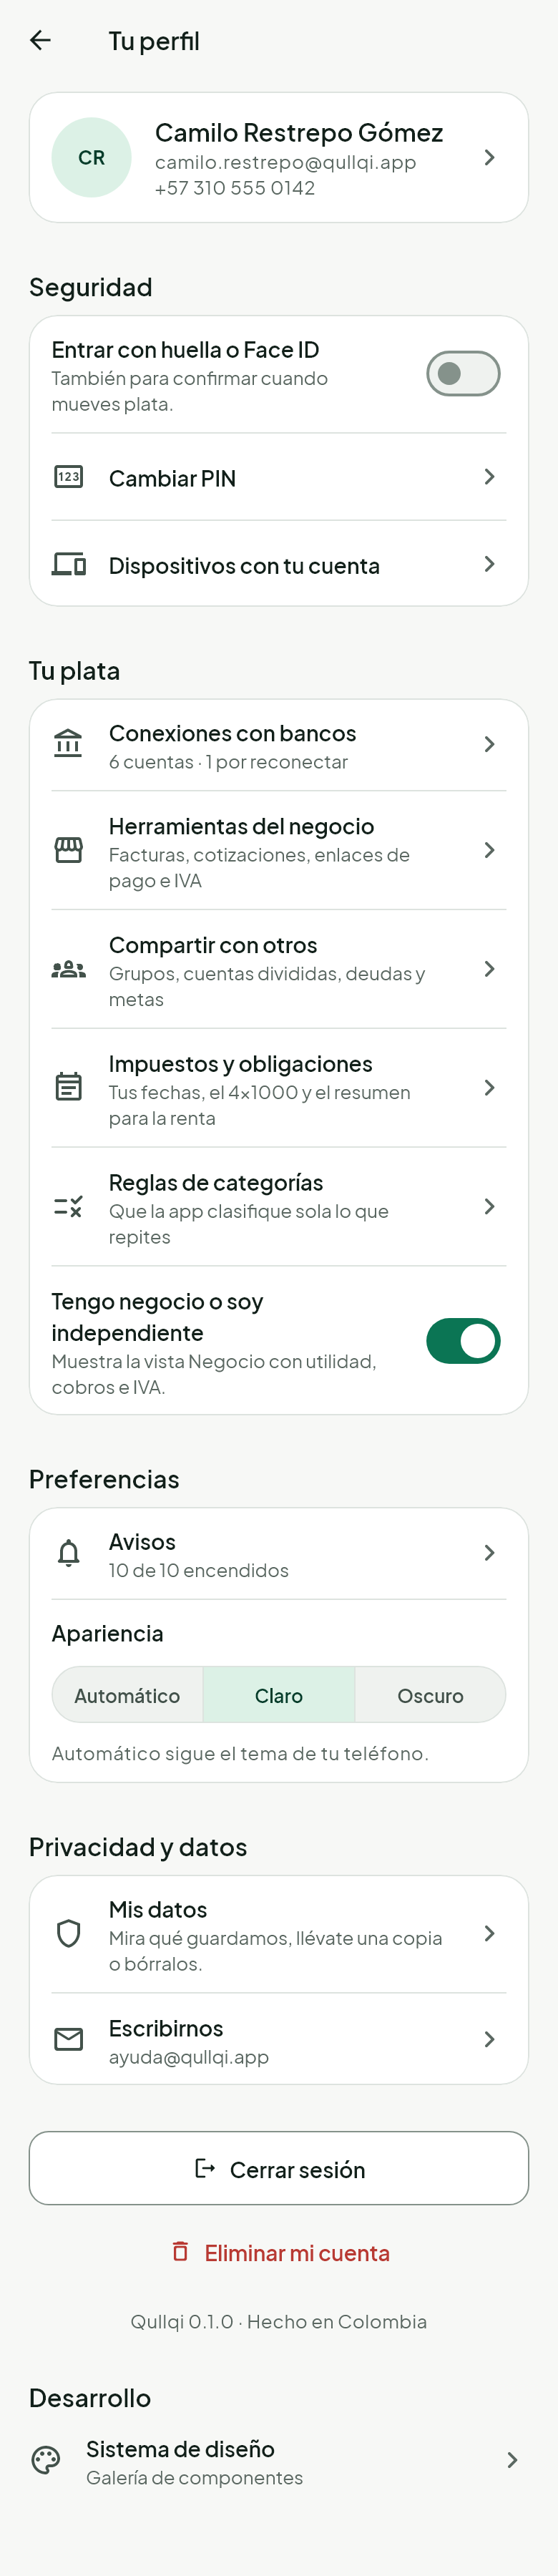 Tu perfil
CR
Camilo Restrepo Gómez
camilo.restrepo@qullqi.app
+57 310 555 0142
Seguridad
Entrar con huella o Face ID
También para confirmar cuando
mueves plata.
123
Cambiar PIN
Dispositivos con tu cuenta
Tu plata
Conexiones con bancos
6 cuentas · 1 por reconectar
Herramientas del negocio
Facturas, cotizaciones, enlaces de
pago e IVA
Compartir con otros
Grupos, cuentas divididas, deudas y
metas
Impuestos y obligaciones
Tus fechas, el 4×1000 y el resumen
para la renta
Reglas de categorías
Que la app clasifique sola lo que
repites
Tengo negocio o soy
independiente
Muestra la vista Negocio con utilidad,
cobros e IVA.
Preferencias
Avisos
10 de 10 encendidos
Apariencia
Automático
Claro
Oscuro
Automático sigue el tema de tu teléfono.
Privacidad y datos
Mis datos
Mira qué guardamos, llévate una copia
o bórralos.
Escribirnos
ayuda@qullqi.app
Cerrar sesión
Eliminar mi cuenta
Qullqi 0.1.0 · Hecho en Colombia
Desarrollo
Sistema de diseño
Galería de componentes